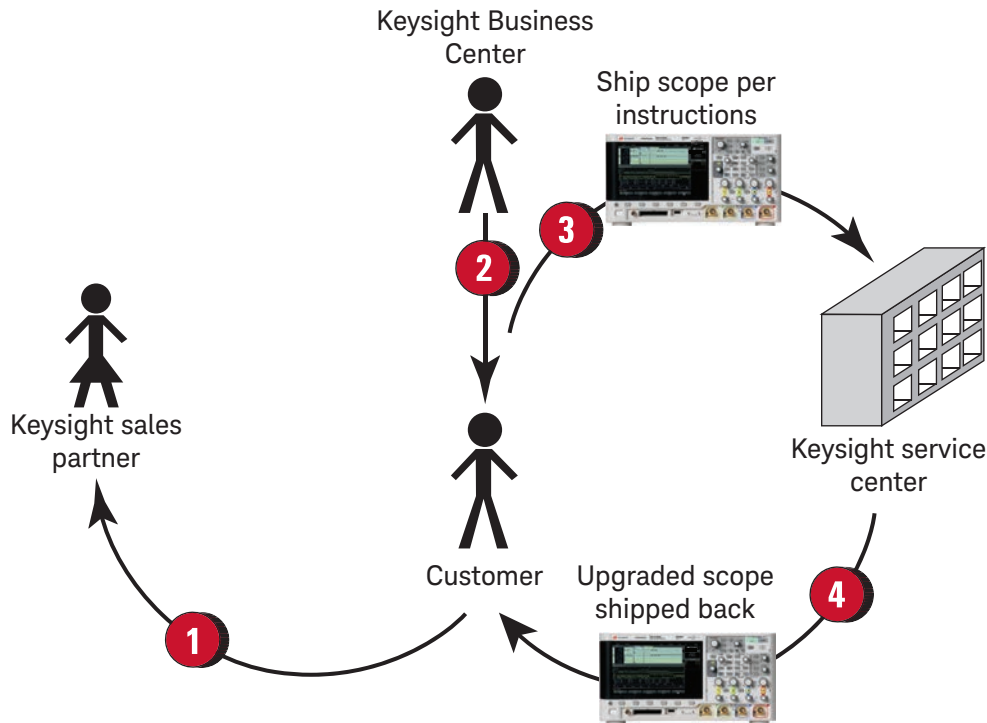 Keysight Business
Center
Ship scope per
instructions
3
2
Keysight sales
partner
Keysight service
center
Customer
Upgraded scope
shipped back
4
1